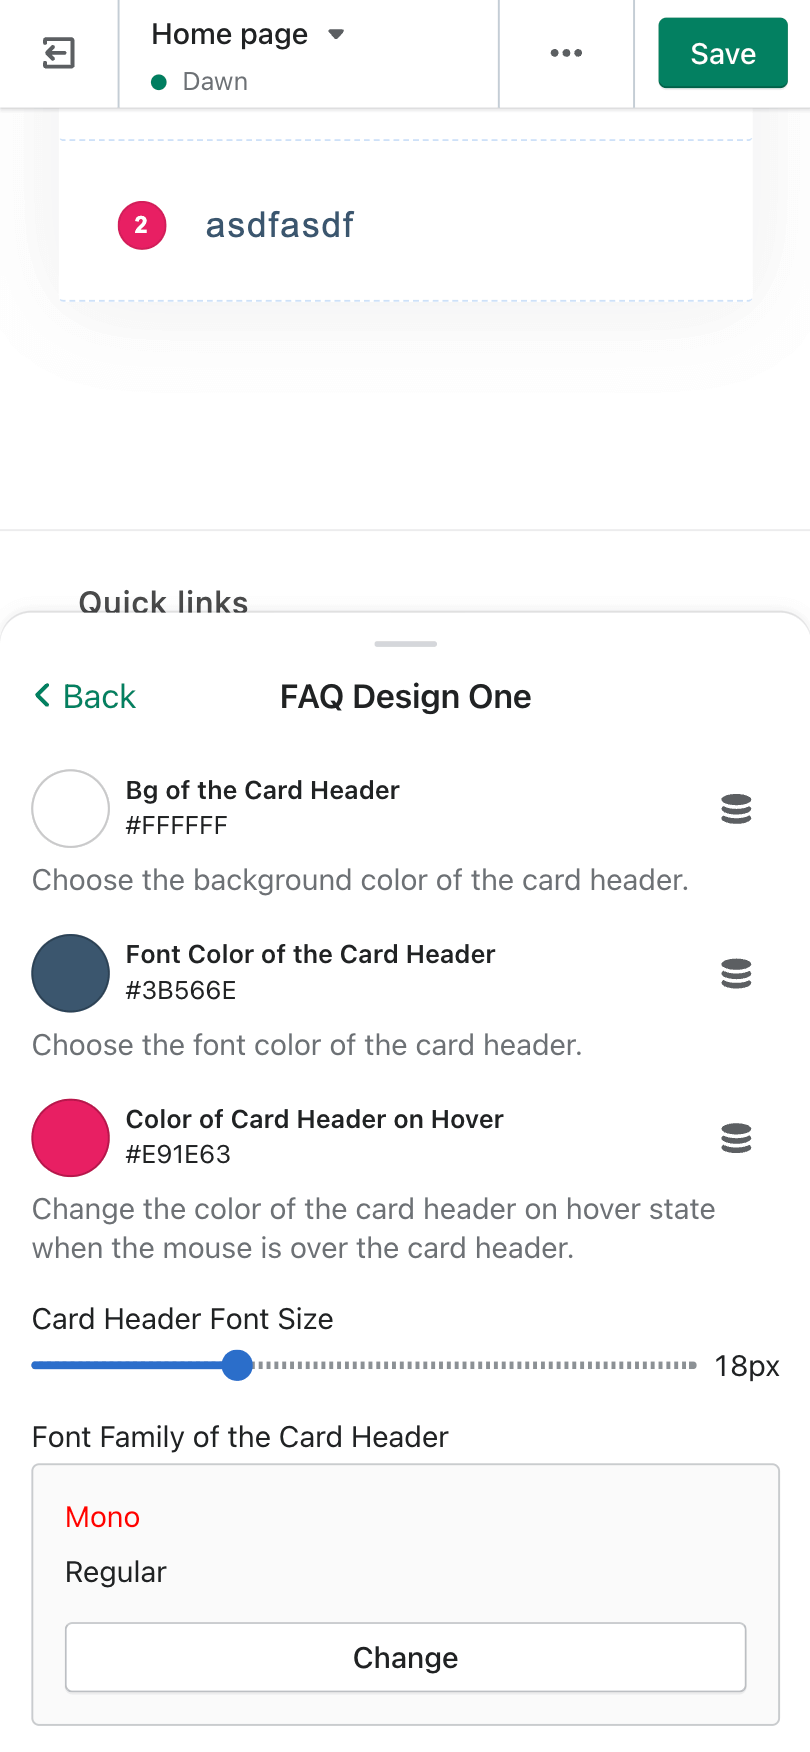 Home page
Dawn
Save
2
asdfasdf
Quick links
Back
FAQ Design One
Bg of the Card Header
#FFFFFF
Choose the background color of the card header.
Font Color of the Card Header
#3B566E
Choose the font color of the card header.
Color of Card Header on Hover
#E91E63
Change the color of the card header on hover state
when the mouse is over the card header.
Card Header Font Size
18px
Font Family of the Card Header
Mono
Regular
Change